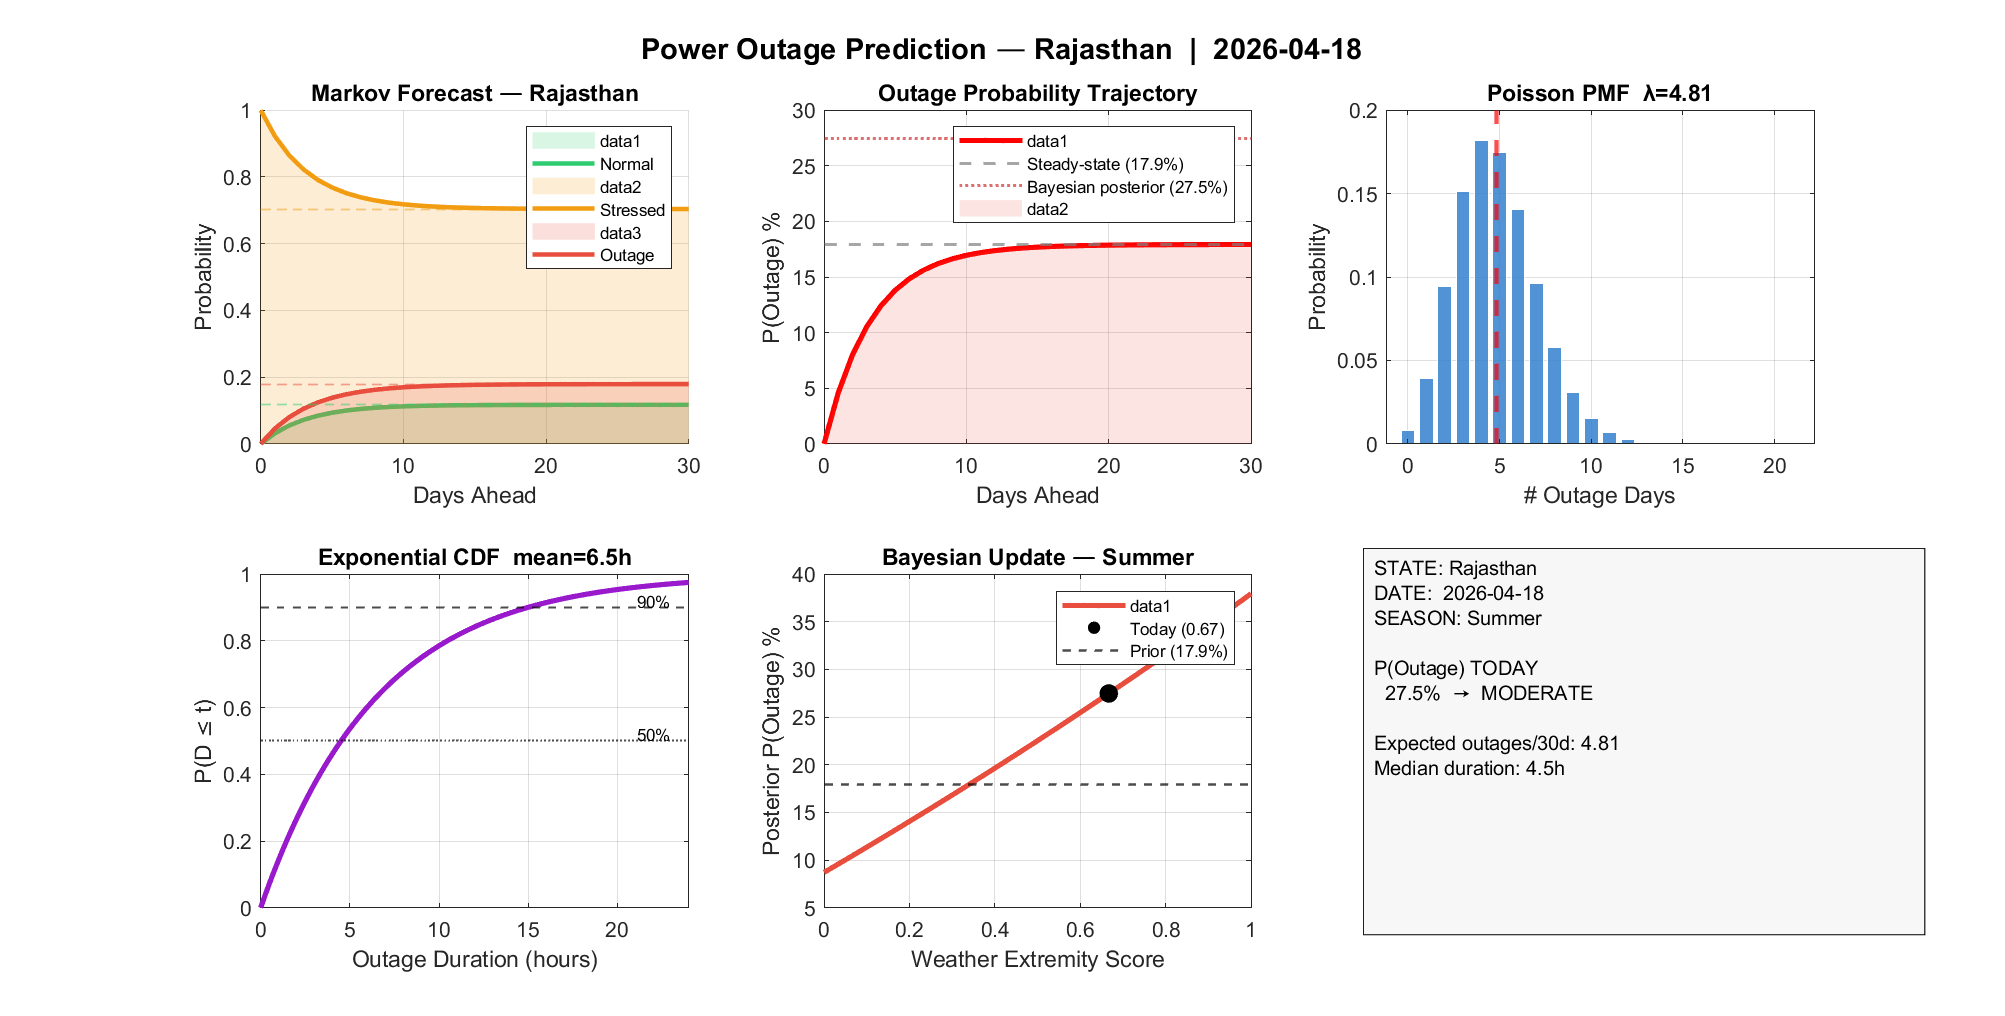 Power Outage Prediction — Rajasthan | 2026-04-18
Markov Forecast — Rajasthan
1
0.8
0.6
0.4
0.2
0
0
10
20
30
Probability
Days Ahead
data1
Normal
data2
Stressed
data3
Outage
Outage Probability Trajectory
30
25
20
15
10
5
0
0
10
20
30
P(Outage) %
Days Ahead
data1
Steady-state (17.9%)
Bayesian posterior (27.5%)
data2
Poisson PMF λ=4.81
0.2
0.15
0.1
0.05
0
0
5
10
15
20
Probability
# Outage Days
Exponential CDF mean=6.5h
1
0.8
0.6
0.4
0.2
0
0
5
10
15
20
P(D ≤ t)
Outage Duration (hours)
90%
50%
Bayesian Update — Summer
40
35
30
25
20
15
10
5
0
0.2
0.4
0.6
0.8
1
Posterior P(Outage) %
Weather Extremity Score
data1
Today (0.67)
Prior (17.9%)
STATE: Rajasthan
DATE: 2026-04-18
SEASON: Summer
P(Outage) TODAY
27.5% → MODERATE
Expected outages/30d: 4.81
Median duration: 4.5h